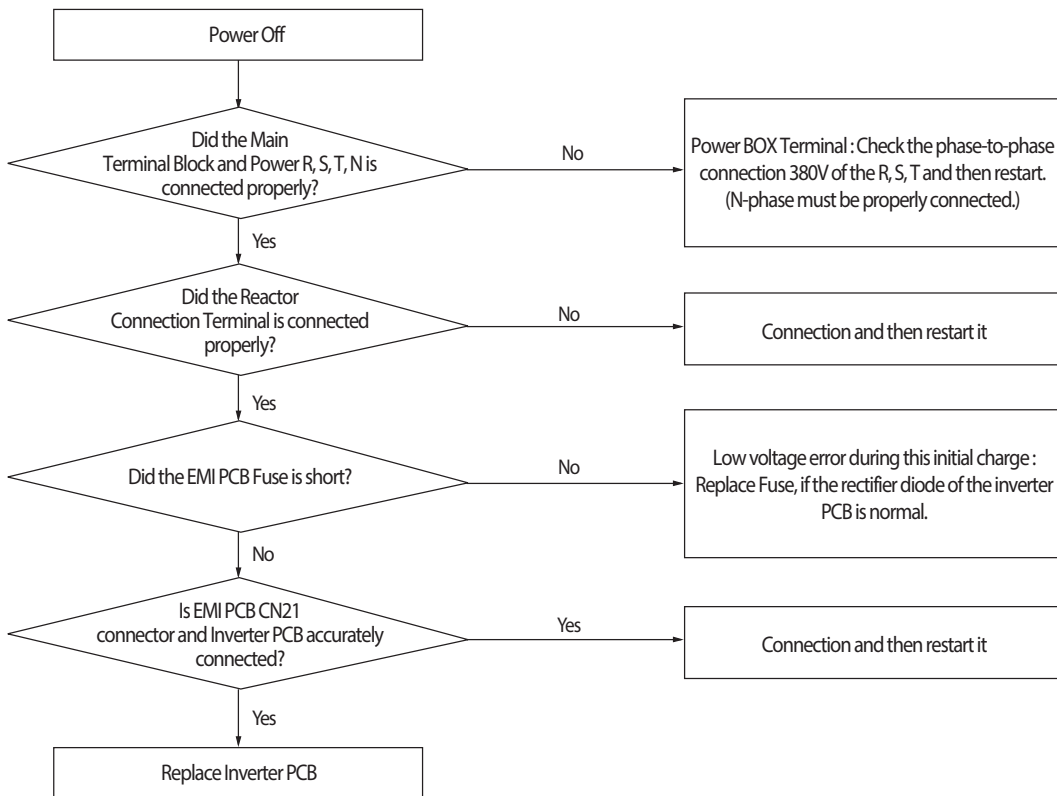 Power Off
Did the Main
Terminal Block and Power R, S, T, N is
connected properly?
No
Power BOX Terminal : Check the phase-to-phase
connection 380V of the R, S, T and then restart.
(N-phase must be properly connected.)
Yes
Did the Reactor
Connection Terminal is connected
properly?
No
Connection and then restart it
Yes
Did the EMI PCB Fuse is short?
No
Low voltage error during this initial charge :
Replace Fuse, if the rectifier diode of the inverter
PCB is normal.
No
Is EMI PCB CN21
connector and Inverter PCB accurately
connected?
Yes
Connection and then restart it
Yes
Replace Inverter PCB